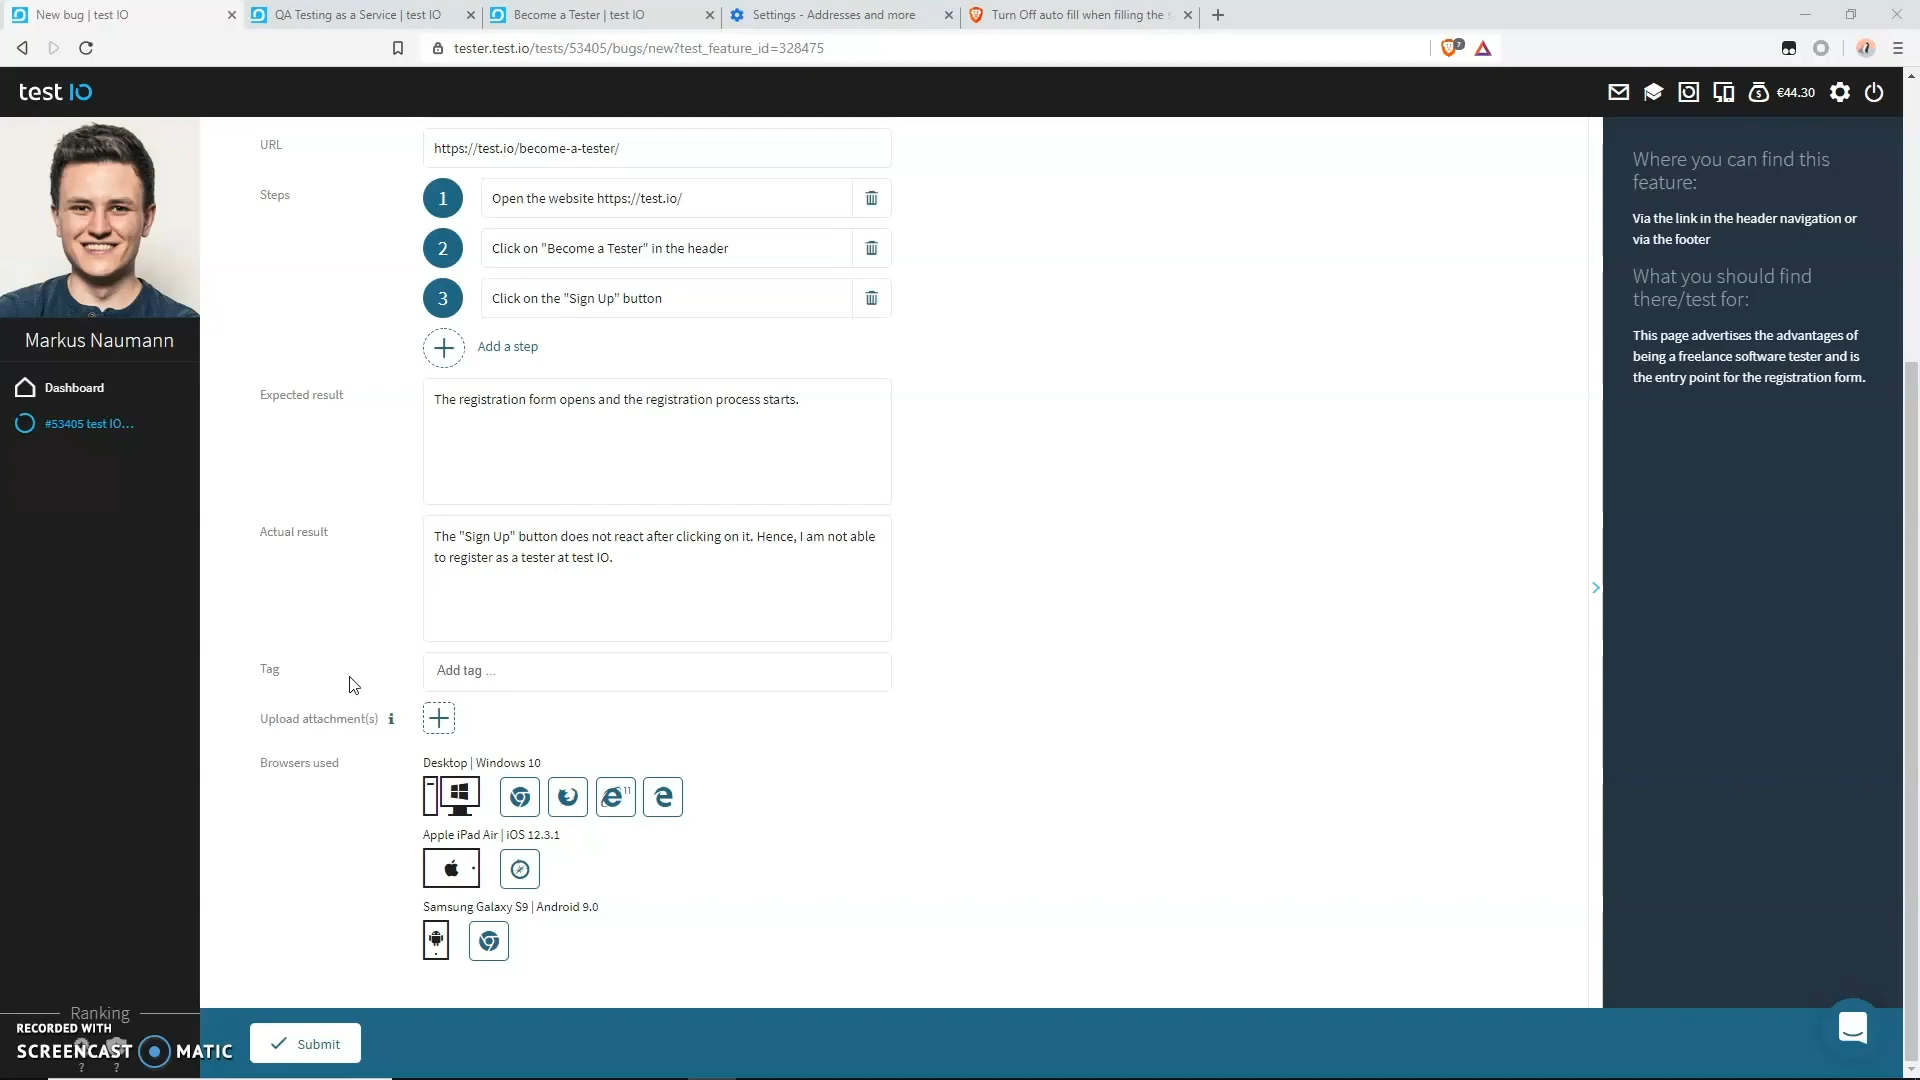 New bug | test IO
QA Testing as a Service | test IO
Become a Tester | test IO
Settings - Addresses and more
Turn Off auto fill when filling the s
tester.test.io/tests/53405/bugs/new?test_feature_id=328475
7
test IO
€44.30
Markus Naumann
Dashboard
#53405 test IO...
URL
https://test.io/become-a-tester/
Steps
1
Open the website https://test.io/
2
Click on "Become a Tester" in the header
3
Click on the "Sign Up" button
Add a step
Expected result
The registration form opens and the registration process starts.
Actual result
The "Sign Up" button does not react after clicking on it. Hence, I am not able
to register as a tester at test IO.
Tag
Add tag ...
Upload attachment(s)
Browsers used
Desktop | Windows 10
11
Apple iPad Air | iOS 12.3.1
Samsung Galaxy S9 | Android 9.0
Where you can find this
feature:
Via the link in the header navigation or
via the footer
What you should find
there/test for:
This page advertises the advantages of
being a freelance software tester and is
the entry point for the registration form.
Ranking
? ?
Submit
RECORDED WITH
SCREENCAST MATIC